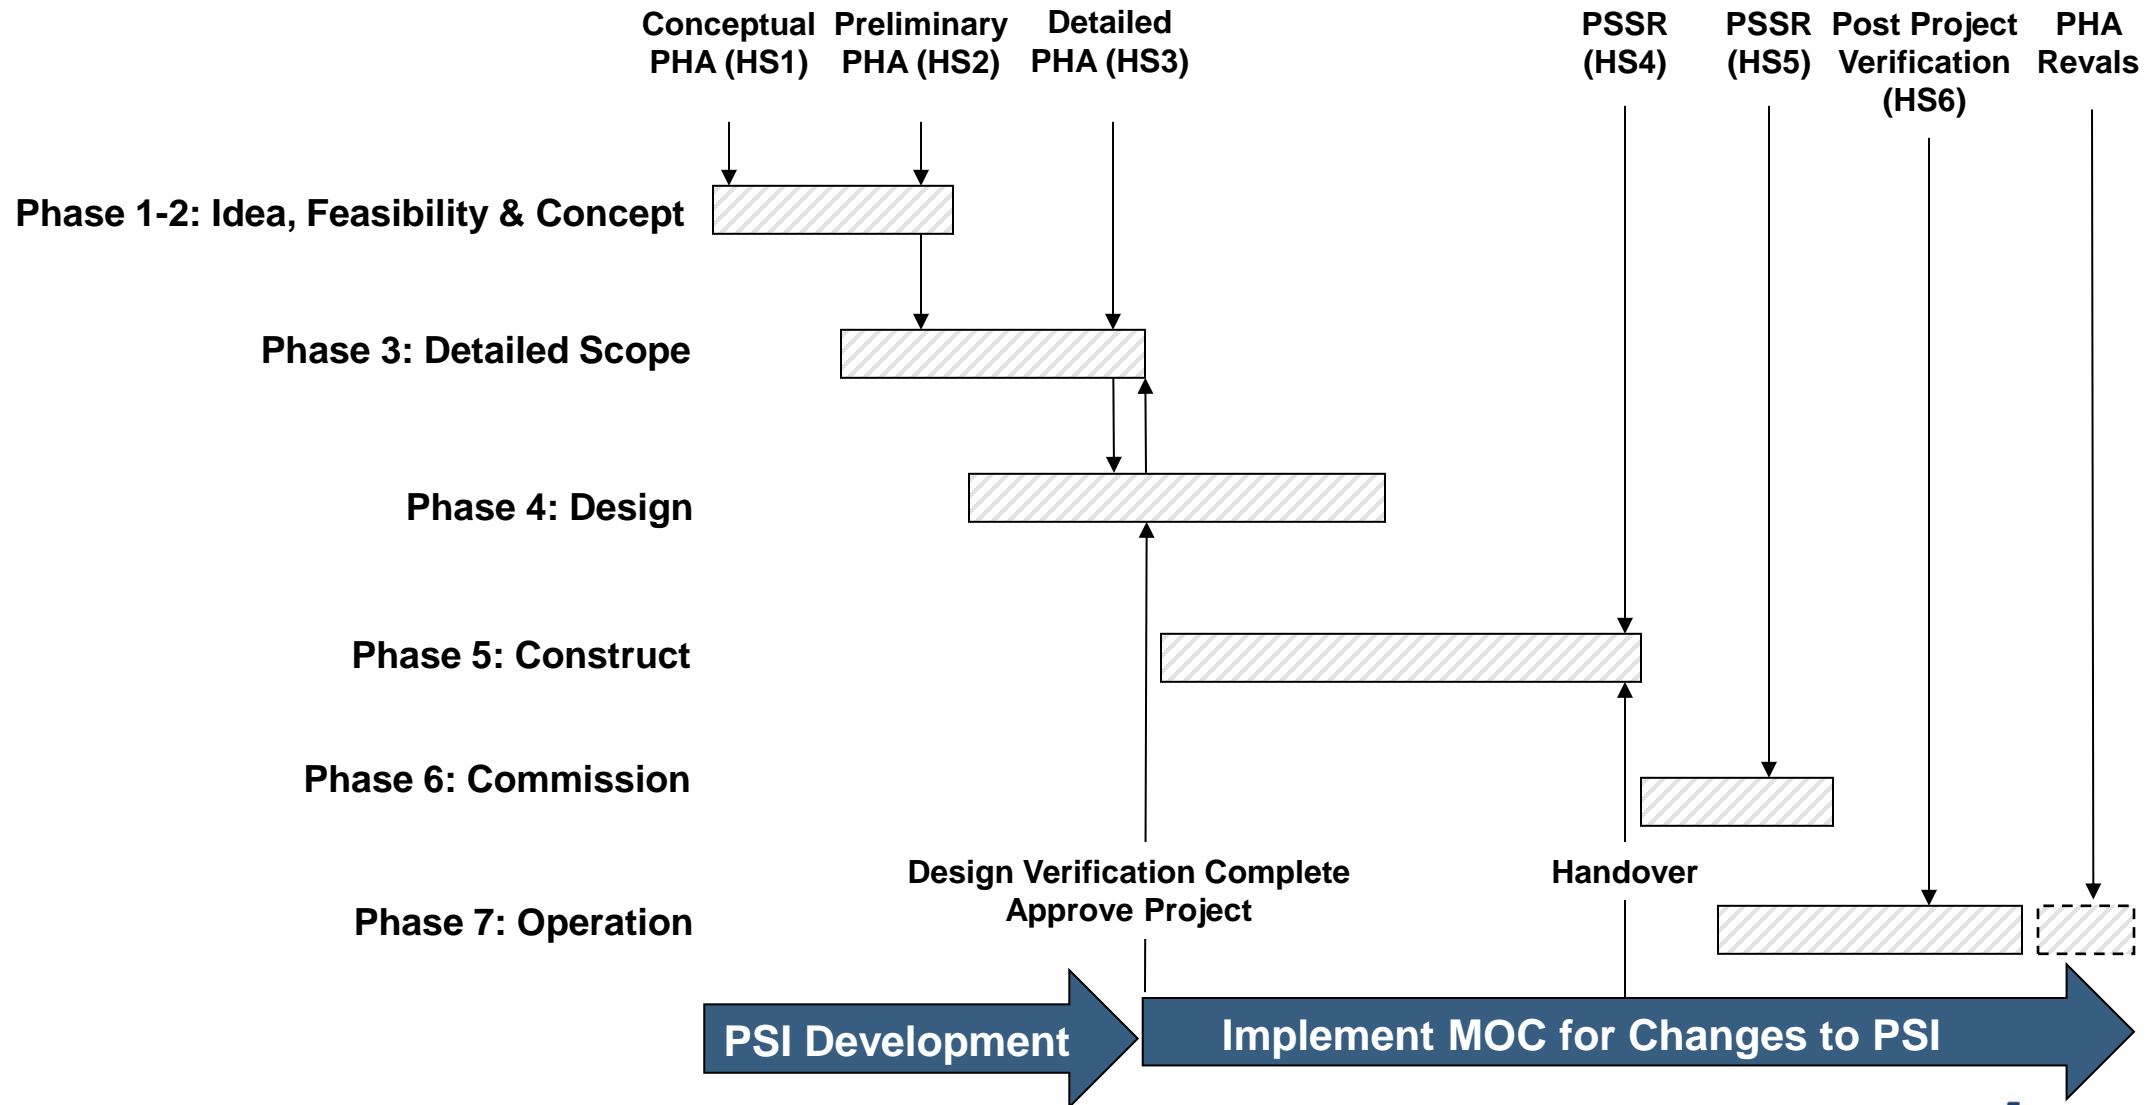 Conceptual
PHA (HS1)
Preliminary
PHA (HS2)
Detailed
PHA (HS3)
PSSR
(HS4)
PSSR
(HS5)
Post Project
Verification
(HS6)
PHA
Revals
Phase 1-2: Idea, Feasibility & Concept
Phase 3: Detailed Scope
Phase 4: Design
Phase 5: Construct
Phase 6: Commission
Design Verification Complete
Approve Project
Handover
Phase 7: Operation
PSI Development
Implement MOC for Changes to PSI